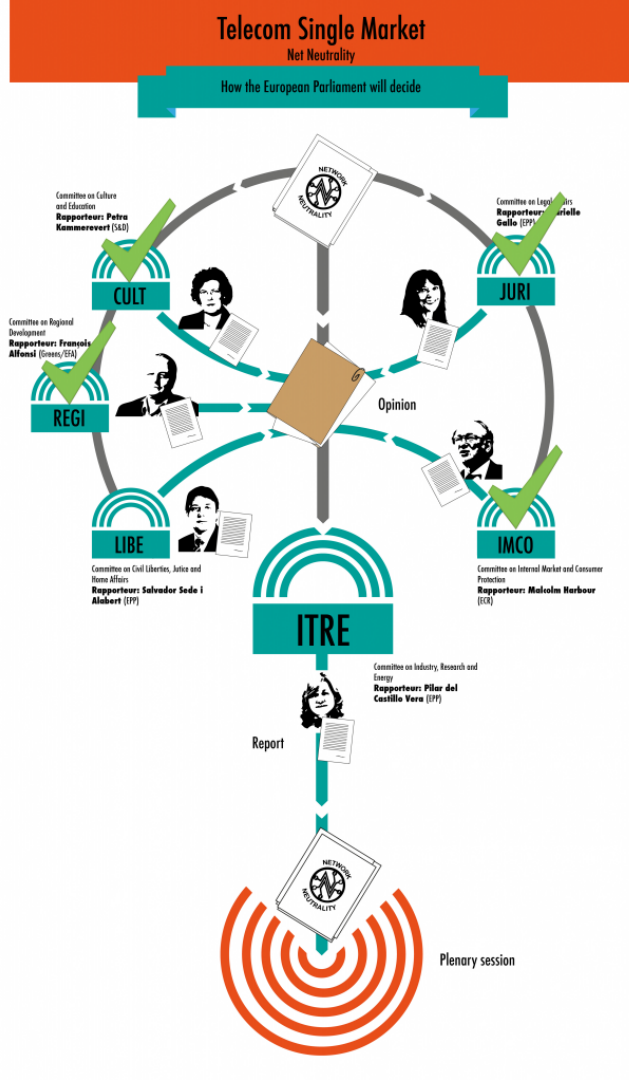 Telecom Single Market
Net Neutrality
How the European Parliament will decide
NETWORK
NEUTRALITY
Committee on Culture
and Education
Rapporteur: Petra
Kammerevert (S&D)
CULT
Committee on Legal
Rapporteur:
Gallo (EPP)
JURI
Committee on Regional
Development
Rapporteur: François
Alfonsi (Greens/EFA)
REGI
Opinion
LIBE
Committee on Civil Liberties, Jutice and
Home Affairs
Rapporteur: Salvador Sede i
Alabert (EPP)
IMCO
Committee on Internal Market and Consumer
Protection
Rapporteur: Malcolm Harbour
(ECR)
ITRE
Committee on Industry, Research and
Energy
Rapporteur: Pilar del
Castillo Vera (EPP)
Report
NETWORK
NEUTRALITY
Plenary session